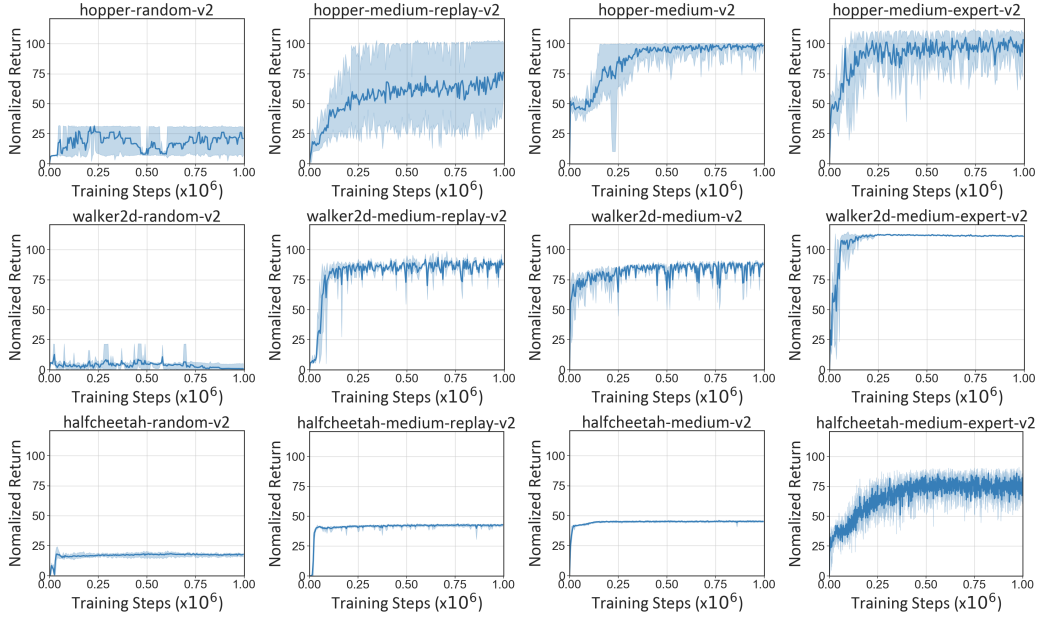 hopper-random-v2
hopper-medium-replay-v2
hopper-medium-v2
hopper-medium-expert-v2
Nomalized Return
100
75
50
25
0
0.00 0.25 0.50 0.75 1.00
Training Steps (x10⁶)
Nomalized Return
100
75
50
25
0
0.00 0.25 0.50 0.75 1.00
Training Steps (x10⁶)
Nomalized Return
100
75
50
25
0
0.00 0.25 0.50 0.75 1.00
Training Steps (x10⁶)
Nomalized Return
100
75
50
25
0
0.00 0.25 0.50 0.75 1.00
Training Steps (x10⁶)
walker2d-random-v2
walker2d-medium-replay-v2
walker2d-medium-v2
walker2d-medium-expert-v2
Nomalized Return
100
75
50
25
0
0.00 0.25 0.50 0.75 1.00
Training Steps (x10⁶)
Nomalized Return
100
75
50
25
0
0.00 0.25 0.50 0.75 1.00
Training Steps (x10⁶)
Nomalized Return
100
75
50
25
0
0.00 0.25 0.50 0.75 1.00
Training Steps (x10⁶)
Nomalized Return
100
75
50
25
0
0.00 0.25 0.50 0.75 1.00
Training Steps (x10⁶)
halfcheetah-random-v2
halfcheetah-medium-replay-v2
halfcheetah-medium-v2
halfcheetah-medium-expert-v2
Nomalized Return
100
75
50
25
0
0.00 0.25 0.50 0.75 1.00
Training Steps (x10⁶)
Nomalized Return
100
75
50
25
0
0.00 0.25 0.50 0.75 1.00
Training Steps (x10⁶)
Nomalized Return
100
75
50
25
0
0.00 0.25 0.50 0.75 1.00
Training Steps (x10⁶)
Nomalized Return
100
75
50
25
0
0.00 0.25 0.50 0.75 1.00
Training Steps (x10⁶)